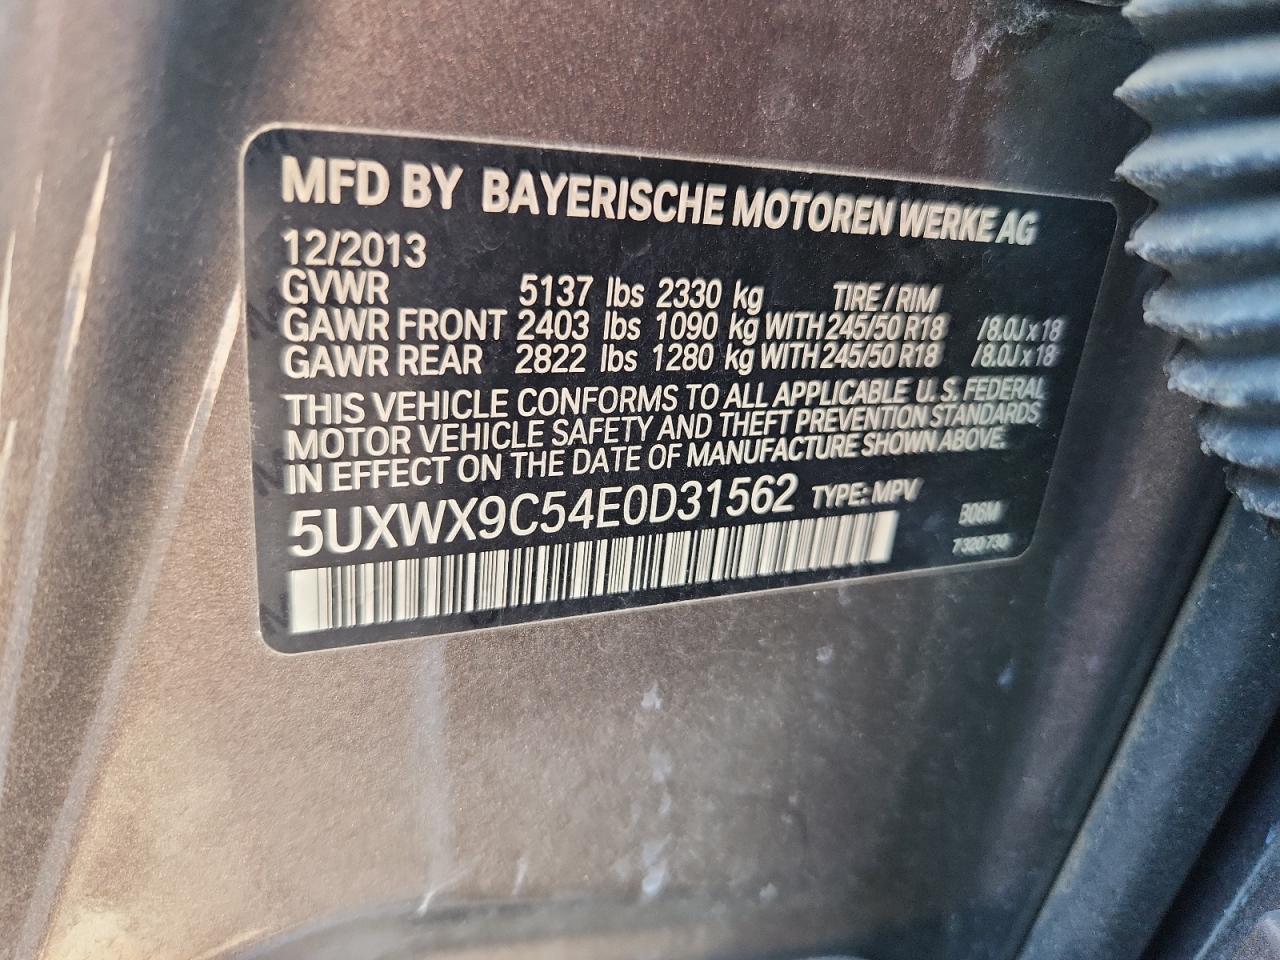 MFD BY BAYERISCHE MOTOREN WERKE AG
12/2013
GVWR 5137 lbs 2330 kg TIRE / RIM
GAWR FRONT 2403 lbs 1090 kg WITH 245/50 R18 /8.0J x 18
GAWR REAR 2822 lbs 1280 kg WITH 245/50 R18 /8.0J x 18
THIS VEHICLE CONFORMS TO ALL APPLICABLE U.S. FEDERAL
MOTOR VEHICLE SAFETY AND THEFT PREVENTION STANDARDS
IN EFFECT ON THE DATE OF MANUFACTURE SHOWN ABOVE.
5UXWX9C54E0D31562 TYPE: MPV
B06M
7320730